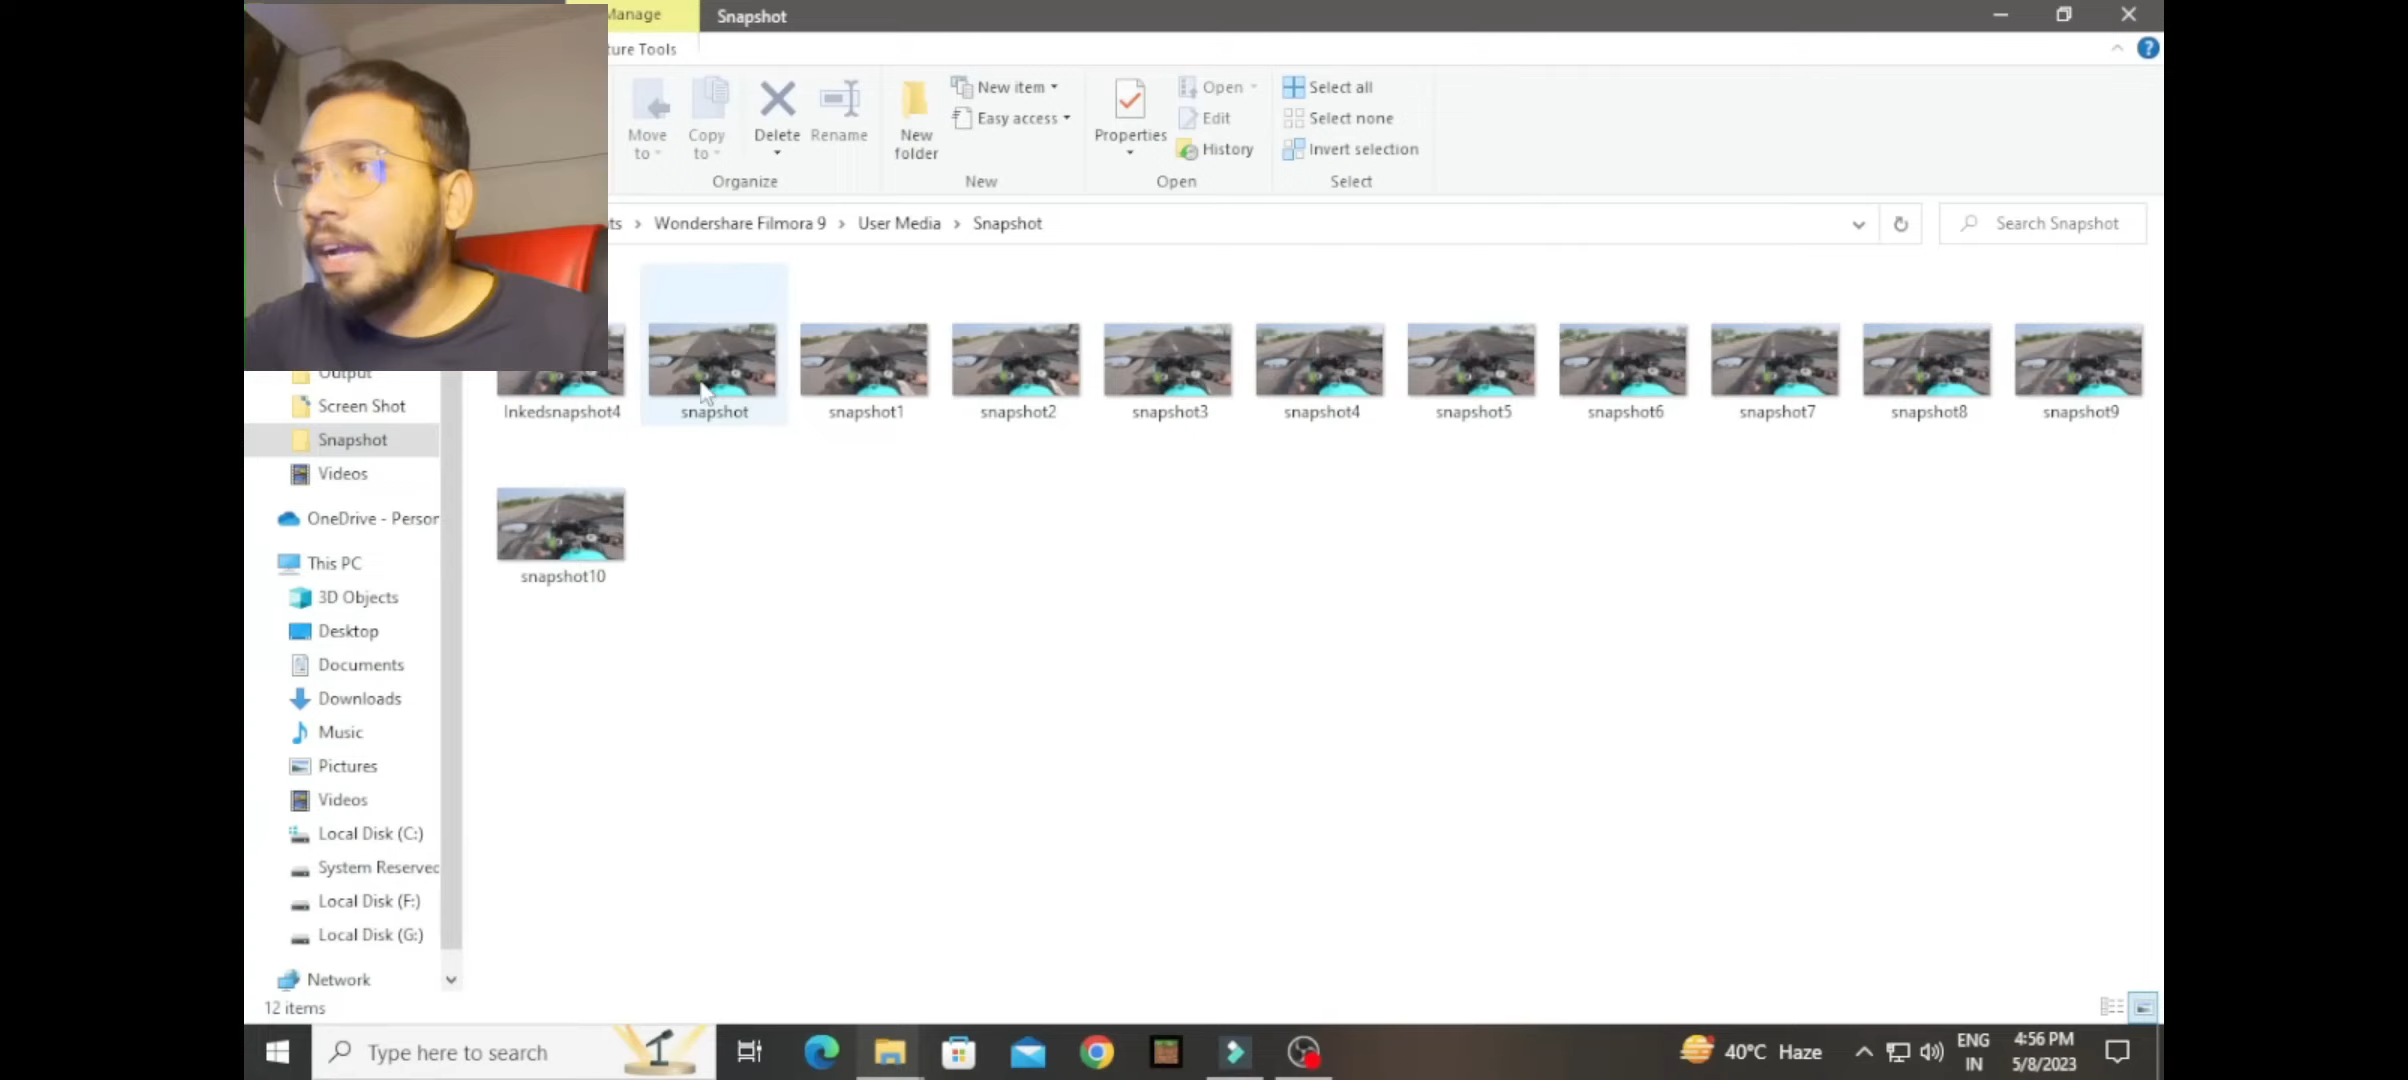 Manage Snapshot
ture Tools
Move to
Copy to
Delete
Rename
New folder
New item
Easy access
Properties
Open
Edit
History
Select all
Select none
Invert selection
Organize
New
Open
Select
ts > Wondershare Filmora 9 > User Media > Snapshot
Search Snapshot
Inkedsnapshot4 snapshot snapshot1 snapshot2 snapshot3 snapshot4 snapshot5 snapshot6 snapshot7 snapshot8 snapshot9
snapshot10
Output
Screen Shot
Snapshot
Videos
OneDrive - Person
This PC
3D Objects
Desktop
Documents
Downloads
Music
Pictures
Videos
Local Disk (C:)
System Reserved
Local Disk (F:)
Local Disk (G:)
Network
12 items
Type here to search
40°C Haze
ENG
IN
4:56 PM
5/8/2023